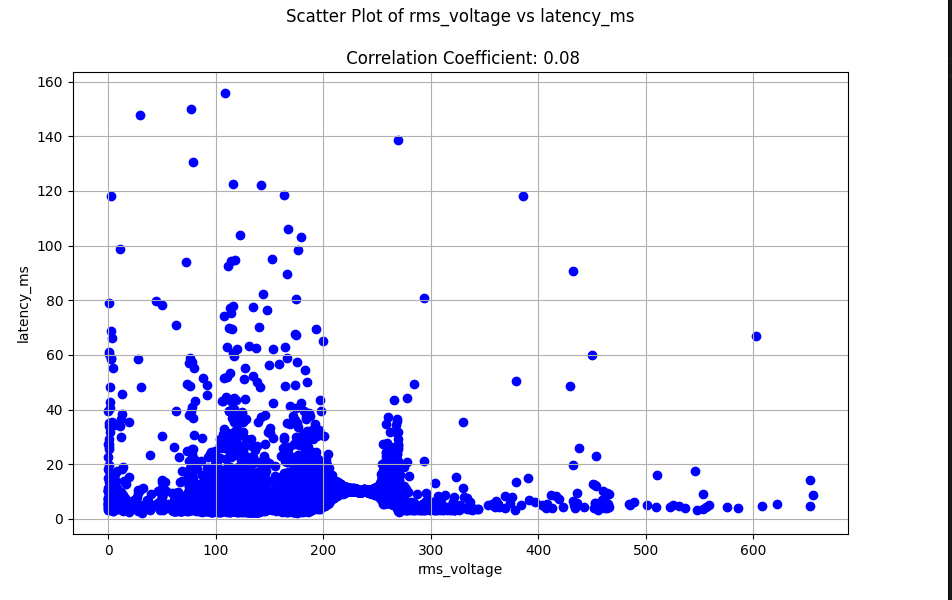 Scatter Plot of rms_voltage vs latency_ms
Correlation Coefficient: 0.08
160
140
120
100
80
60
40
20
0
latency_ms
0 100 200 300 400 500 600
rms_voltage